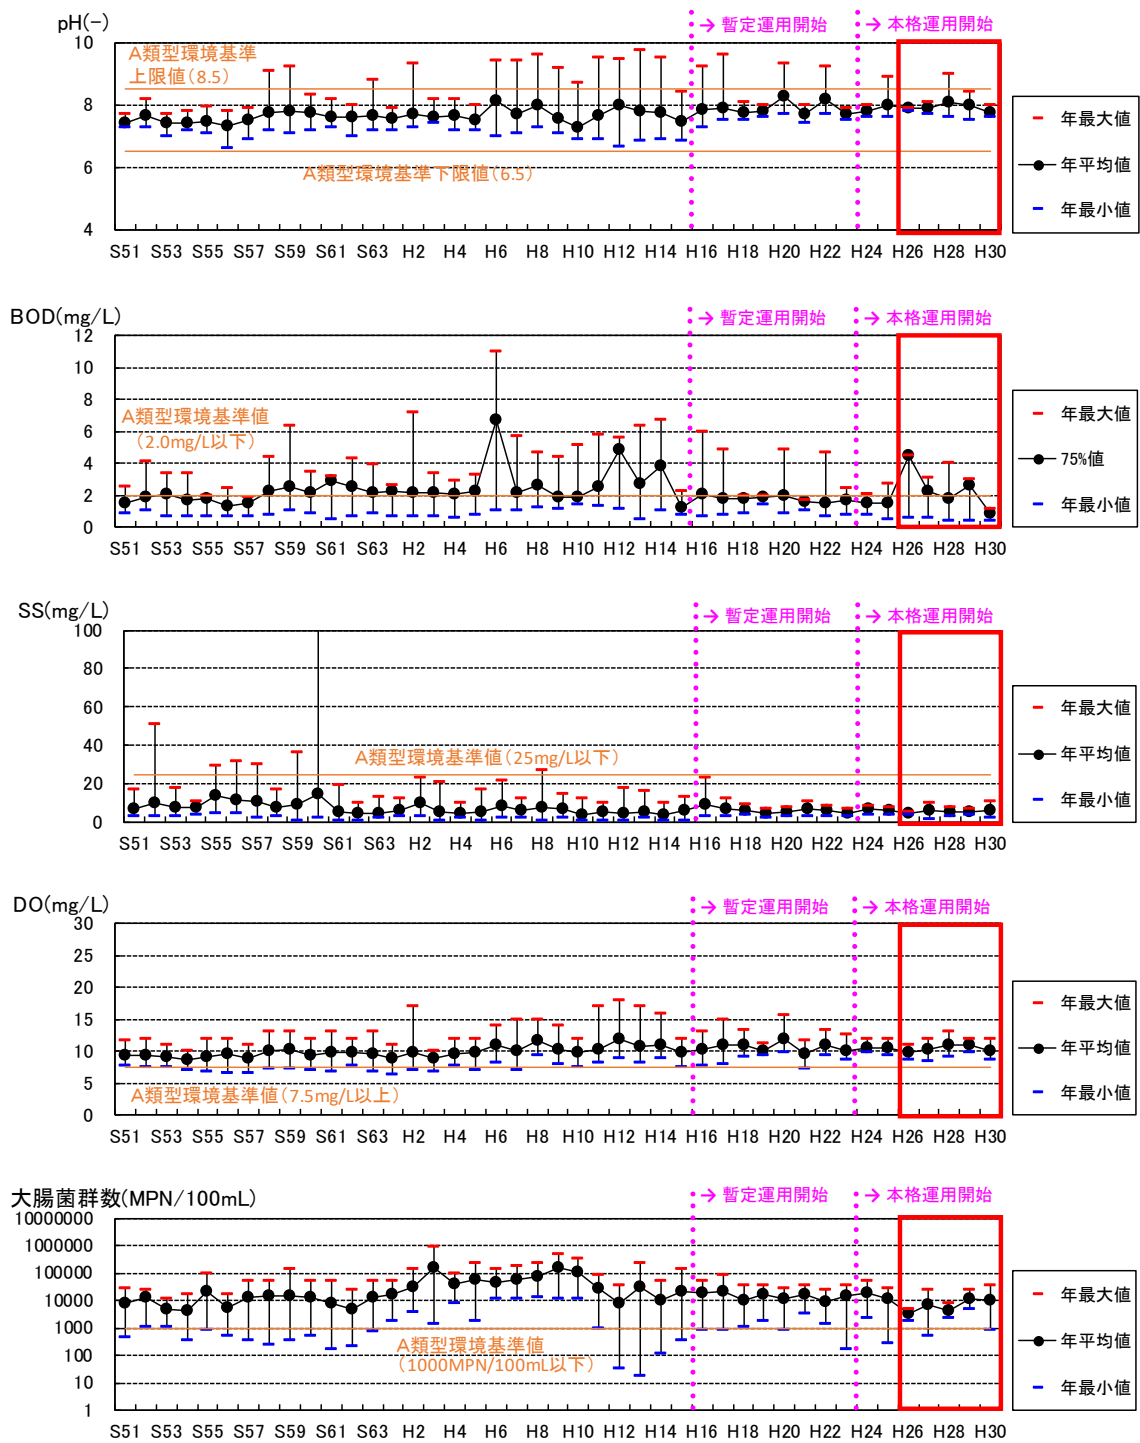 pH(-)
→ 暫定運用開始
→ 本格運用開始
10
8
6
4
A類型環境基準
上限値(8.5)
A類型環境基準下限値(6.5)
S51 S53 S55 S57 S59 S61 S63 H2 H4 H6 H8 H10 H12 H14 H16 H18 H20 H22 H24 H26 H28 H30
年最大値
年平均値
年最小値
BOD(mg/L)
→ 暫定運用開始
→ 本格運用開始
12
10
8
6
4
2
0
A類型環境基準値
(2.0mg/L以下)
S51 S53 S55 S57 S59 S61 S63 H2 H4 H6 H8 H10 H12 H14 H16 H18 H20 H22 H24 H26 H28 H30
年最大値
75%値
年最小値
SS(mg/L)
→ 暫定運用開始
→ 本格運用開始
100
80
60
40
20
0
A類型環境基準値(25mg/L以下)
S51 S53 S55 S57 S59 S61 S63 H2 H4 H6 H8 H10 H12 H14 H16 H18 H20 H22 H24 H26 H28 H30
年最大値
年平均値
年最小値
DO(mg/L)
→ 暫定運用開始
→ 本格運用開始
30
25
20
15
10
5
0
A類型環境基準値(7.5mg/L以上)
S51 S53 S55 S57 S59 S61 S63 H2 H4 H6 H8 H10 H12 H14 H16 H18 H20 H22 H24 H26 H28 H30
年最大値
年平均値
年最小値
大腸菌群数(MPN/100mL)
→ 暫定運用開始
→ 本格運用開始
10000000
1000000
100000
10000
1000
100
10
1
A類型環境基準値
(1000MPN/100mL以下)
S51 S53 S55 S57 S59 S61 S63 H2 H4 H6 H8 H10 H12 H14 H16 H18 H20 H22 H24 H26 H28 H30
年最大値
年平均値
年最小値